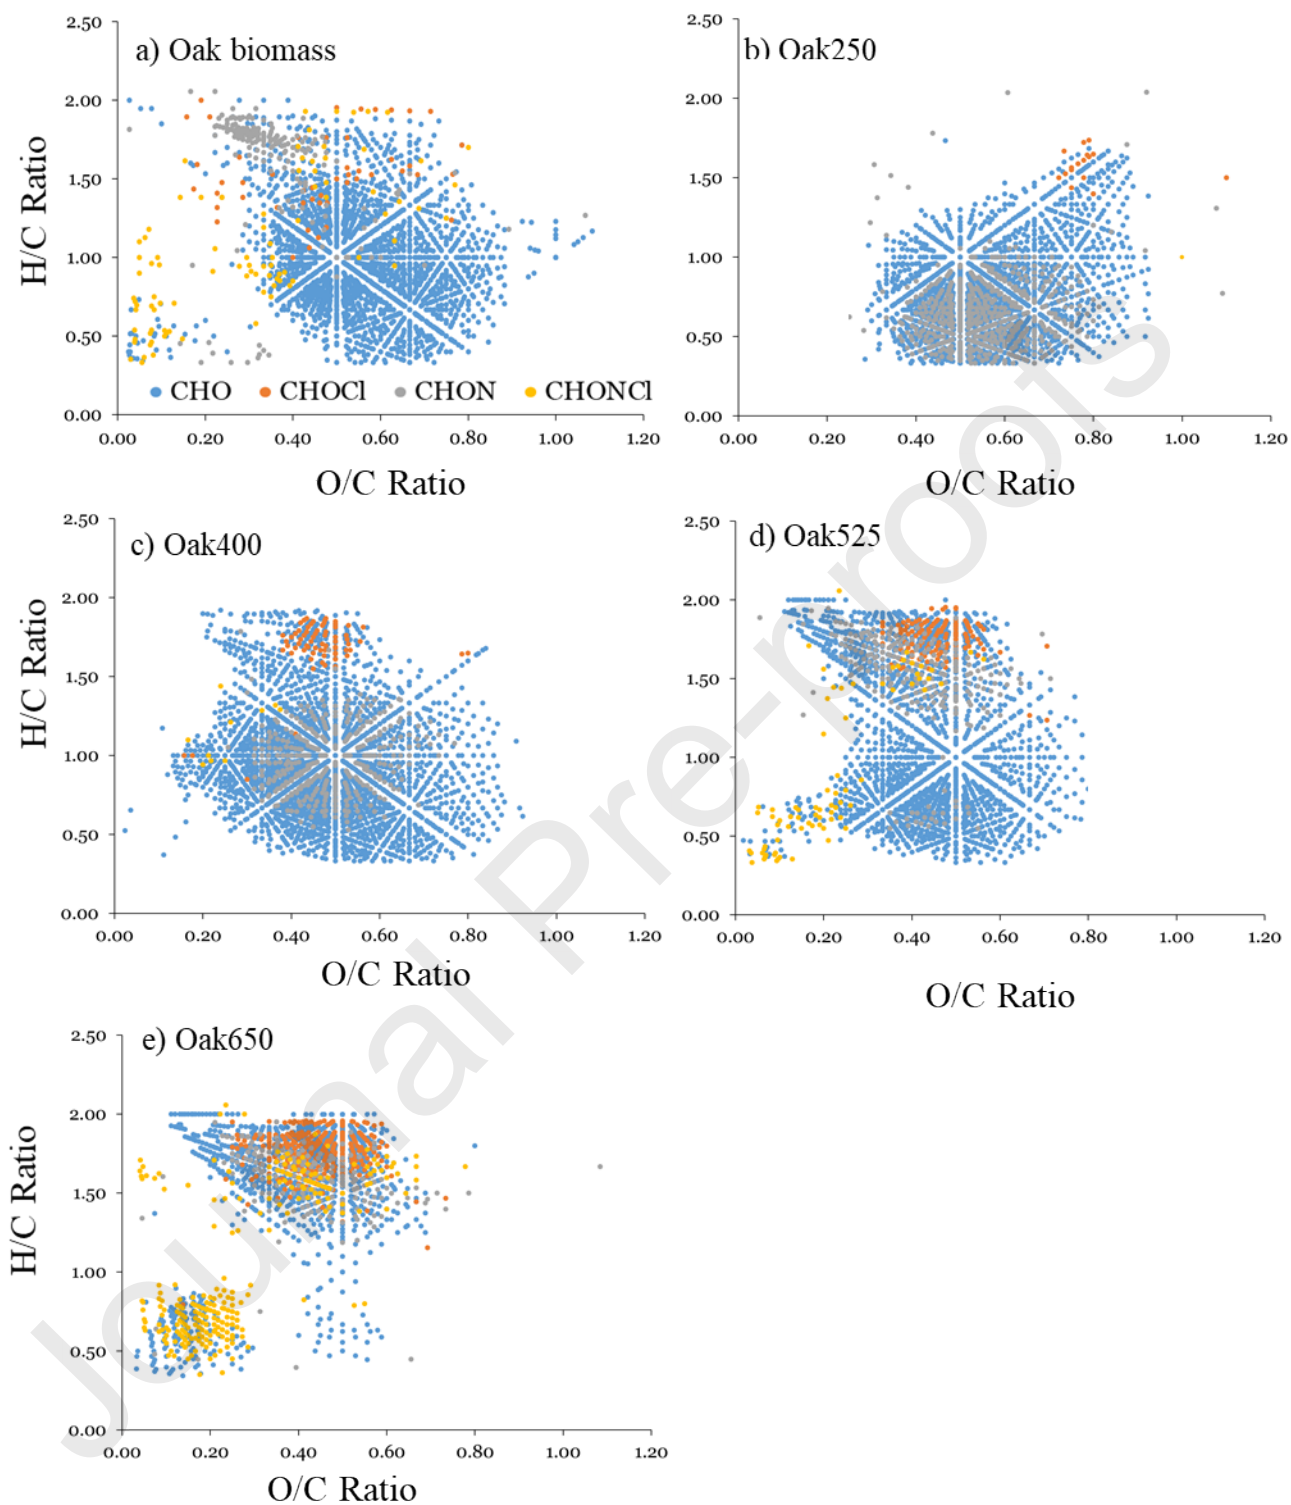 a) Oak biomass
2.50
2.00
1.50
1.00
0.50
0.00
H/C Ratio
CHO CHOCl CHON CHONCl
0.00 0.20 0.40 0.60 0.80 1.00 1.20
O/C Ratio
b) Oak250
2.50
2.00
1.50
1.00
0.50
0.00
0.00 0.20 0.40 0.60 0.80 1.00 1.20
O/C Ratio
c) Oak400
2.50
2.00
1.50
1.00
0.50
0.00
H/C Ratio
0.00 0.20 0.40 0.60 0.80 1.00 1.20
O/C Ratio
d) Oak525
2.50
2.00
1.50
1.00
0.50
0.00
0.00 0.20 0.40 0.60 0.80 1.00 1.20
O/C Ratio
e) Oak650
2.50
2.00
1.50
1.00
0.50
0.00
H/C Ratio
0.00 0.20 0.40 0.60 0.80 1.00 1.20
O/C Ratio
Journal Pre-proofs